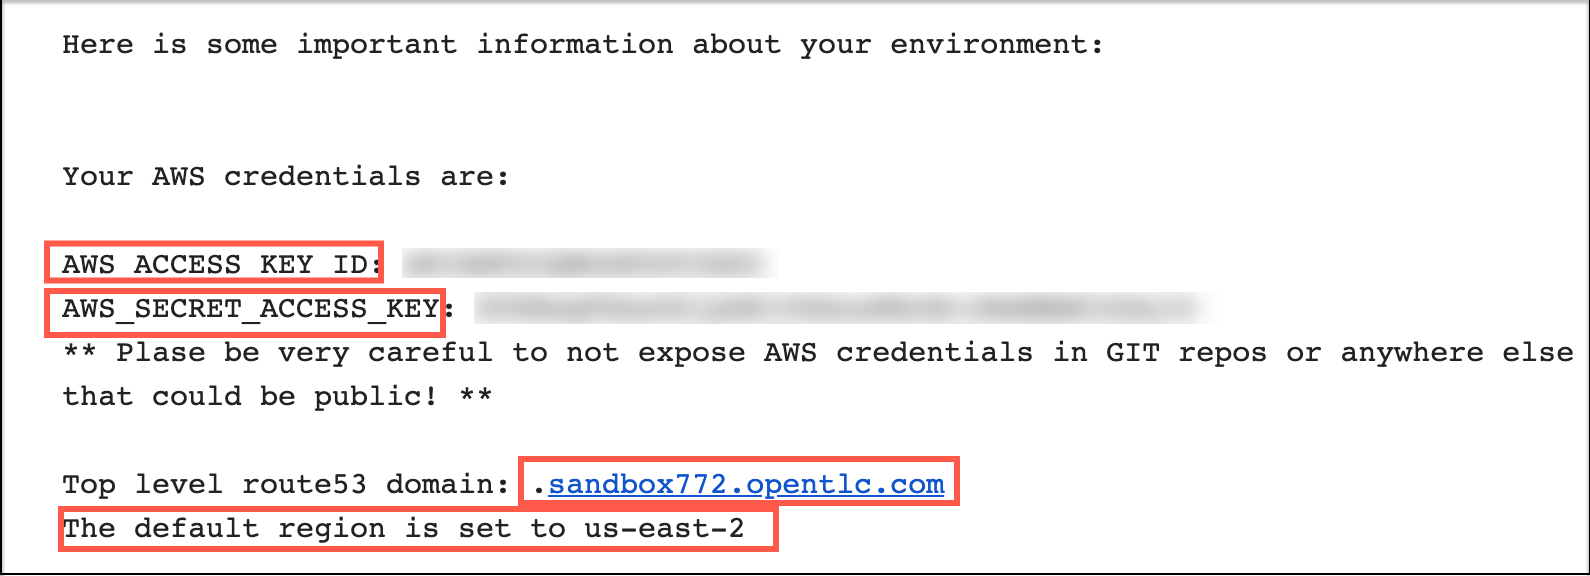 Here is some important information about your environment:
Your AWS credentials are:
AWS_ACCESS_KEY_ID:
AWS_SECRET_ACCESS_KEY:
** Plase be very careful to not expose AWS credentials in GIT repos or anywhere else
that could be public! **
Top level route53 domain: .sandbox772.opentlc.com
The default region is set to us-east-2